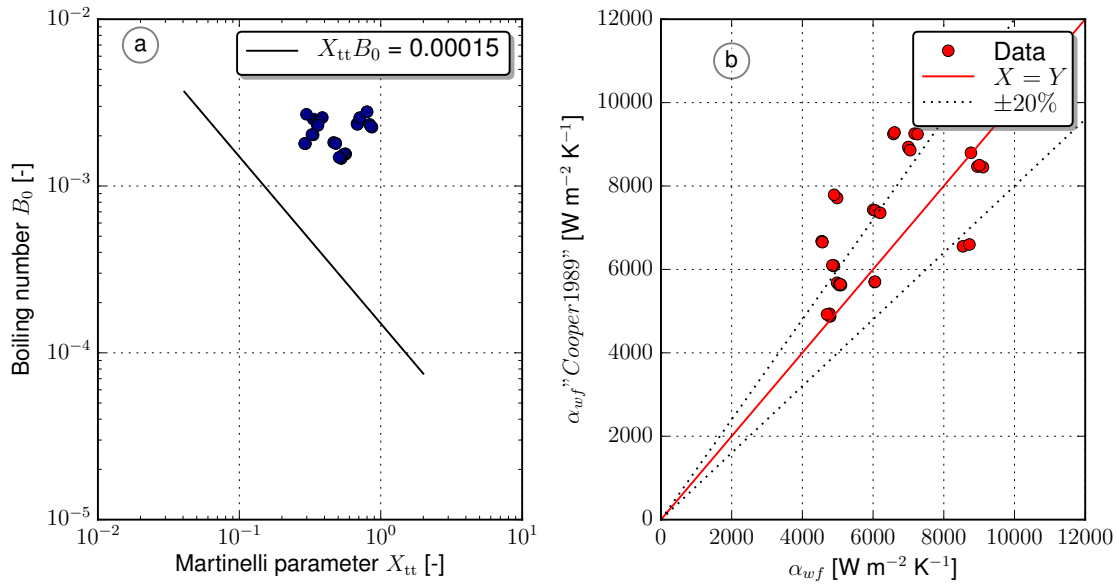 a
X_tt B_0 = 0.00015
10^−2
10^−3
10^−4
10^−5
Boiling number B_0 [-]
10^−2 10^−1 10^0 10^1
Martinelli parameter X_tt [-]
b
Data
X = Y
±20%
12000
10000
8000
6000
4000
2000
0
α_wf"Cooper1989" [W m^−2 K^−1]
0 2000 4000 6000 8000 10000 12000
α_wf [W m^−2 K^−1]